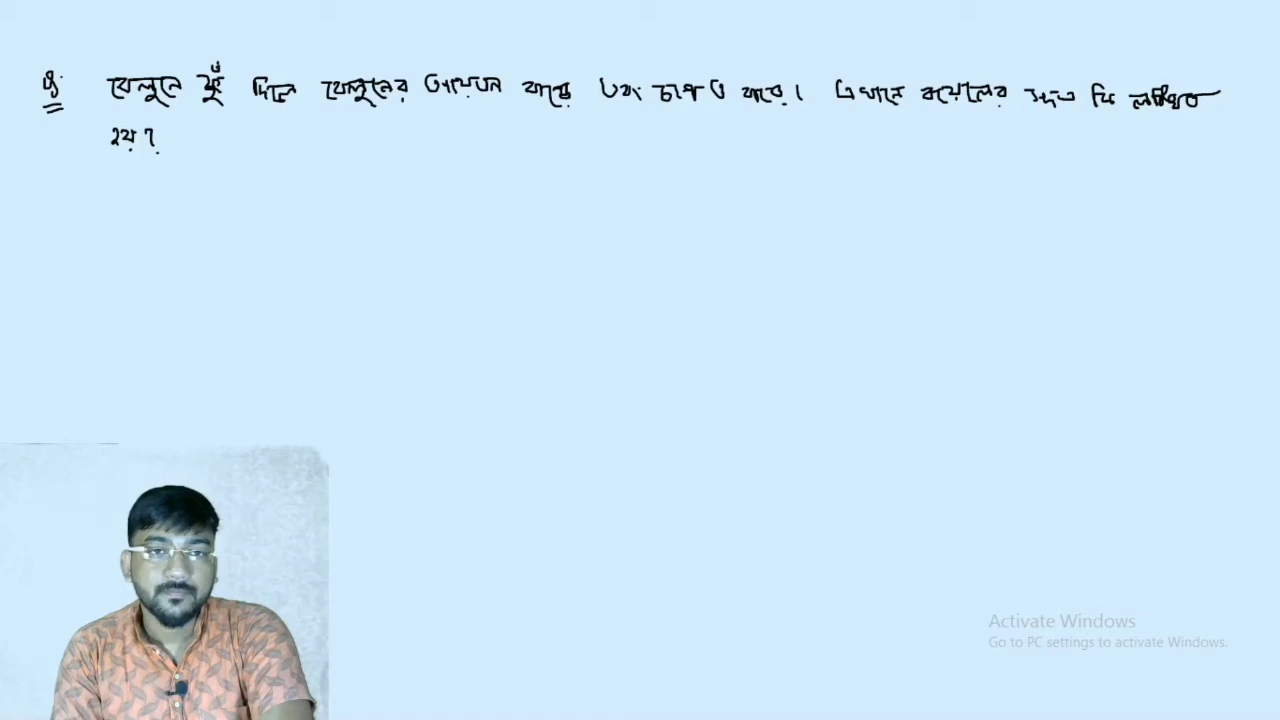 Q. বেলুনে ফুঁ দিলে বেলুনের আয়তন বাড়ে এবং চাপও বাড়ে। এখানে বয়েলের সূত্র কি লঙ্ঘিত
হয়?
Activate Windows
Go to PC settings to activate Windows.